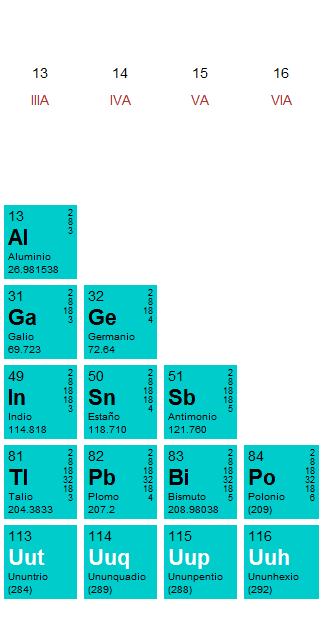 13 14 15 16
IIIA IVA VA VIA
13 2 8 3
Al
Aluminio
26.981538
31 2 8 18 3
Ga
Galio
69.723
32 2 8 18 4
Ge
Germanio
72.64
49 2 8 18 18 3
In
Indio
114.818
50 2 8 18 18 4
Sn
Estaño
118.710
51 2 8 18 18 5
Sb
Antimonio
121.760
81 2 8 18 32 18 3
Tl
Talio
204.3833
82 2 8 18 32 18 4
Pb
Plomo
207.2
83 2 8 18 32 18 5
Bi
Bismuto
208.98038
84 2 8 18 32 18 6
Po
Polonio
(209)
113
Uut
Ununtrio
(284)
114
Uuq
Ununquadio
(289)
115
Uup
Ununpentio
(288)
116
Uuh
Ununhexio
(292)